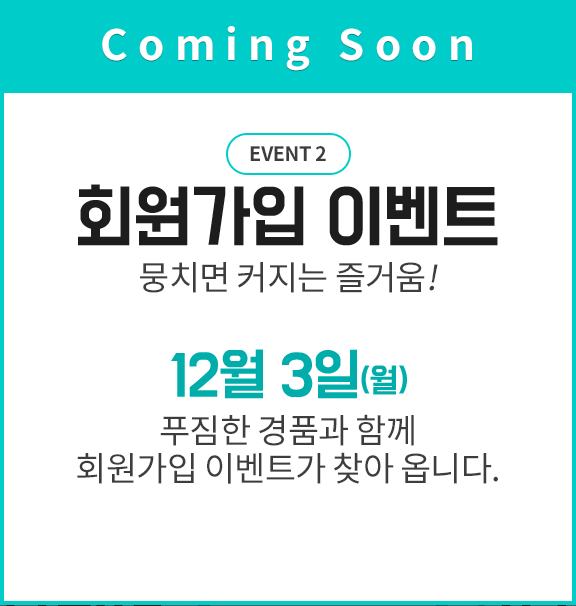 Coming Soon
EVENT 2
회원가입 이벤트
뭉치면 커지는 즐거움!
12월 3일(월)
푸짐한 경품과 함께
회원가입 이벤트가 찾아 옵니다.